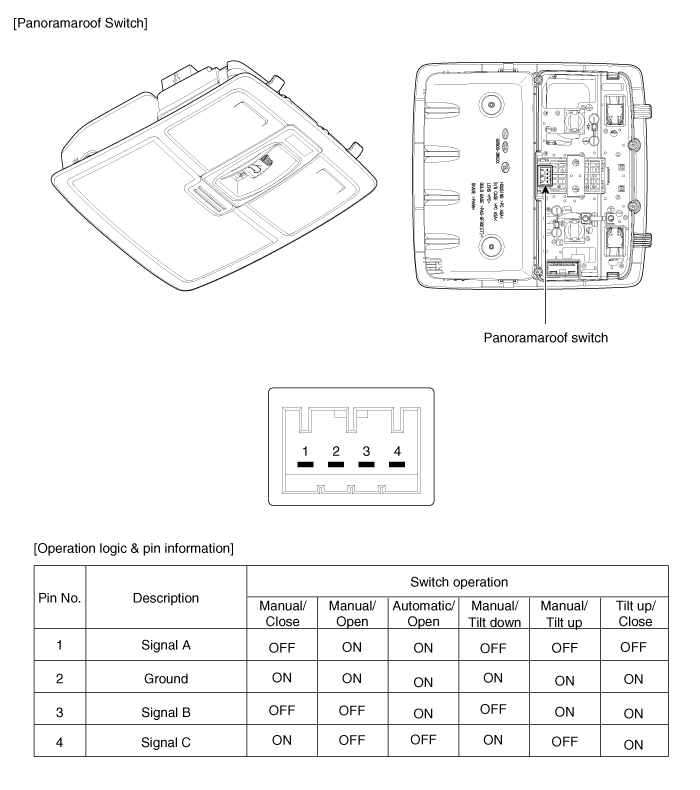 [Panoramaroof Switch]
Panoramaroof switch
1 2 3 4
[Operation logic & pin information]
Pin No. Description Switch operation
Manual/ Close Manual/ Open Automatic/ Open Manual/ Tilt down Manual/ Tilt up Tilt up/ Close
1 Signal A OFF ON ON OFF OFF OFF
2 Ground ON ON ON ON ON ON
3 Signal B OFF OFF ON OFF ON ON
4 Signal C ON OFF OFF ON OFF ON